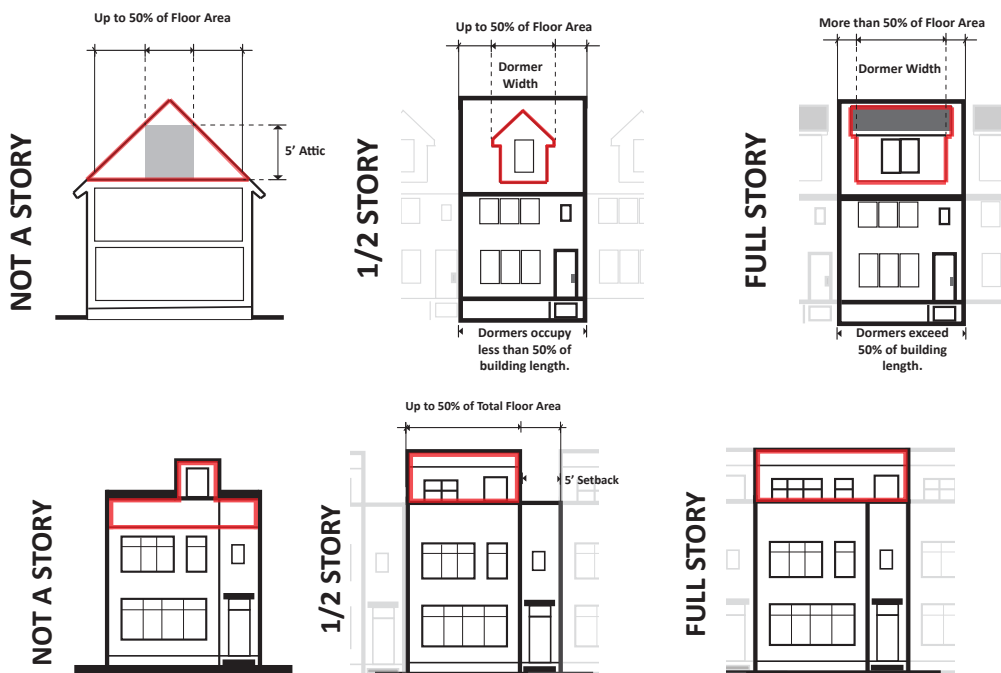 Up to 50% of Floor Area
5' Attic
NOT A STORY
Up to 50% of Floor Area
Dormer
Width
1/2 STORY
Dormers occupy
less than 50% of
building length.
More than 50% of Floor Area
Dormer Width
FULL STORY
Dormers exceed
50% of building
length.
NOT A STORY
Up to 50% of Total Floor Area
5' Setback
1/2 STORY
FULL STORY